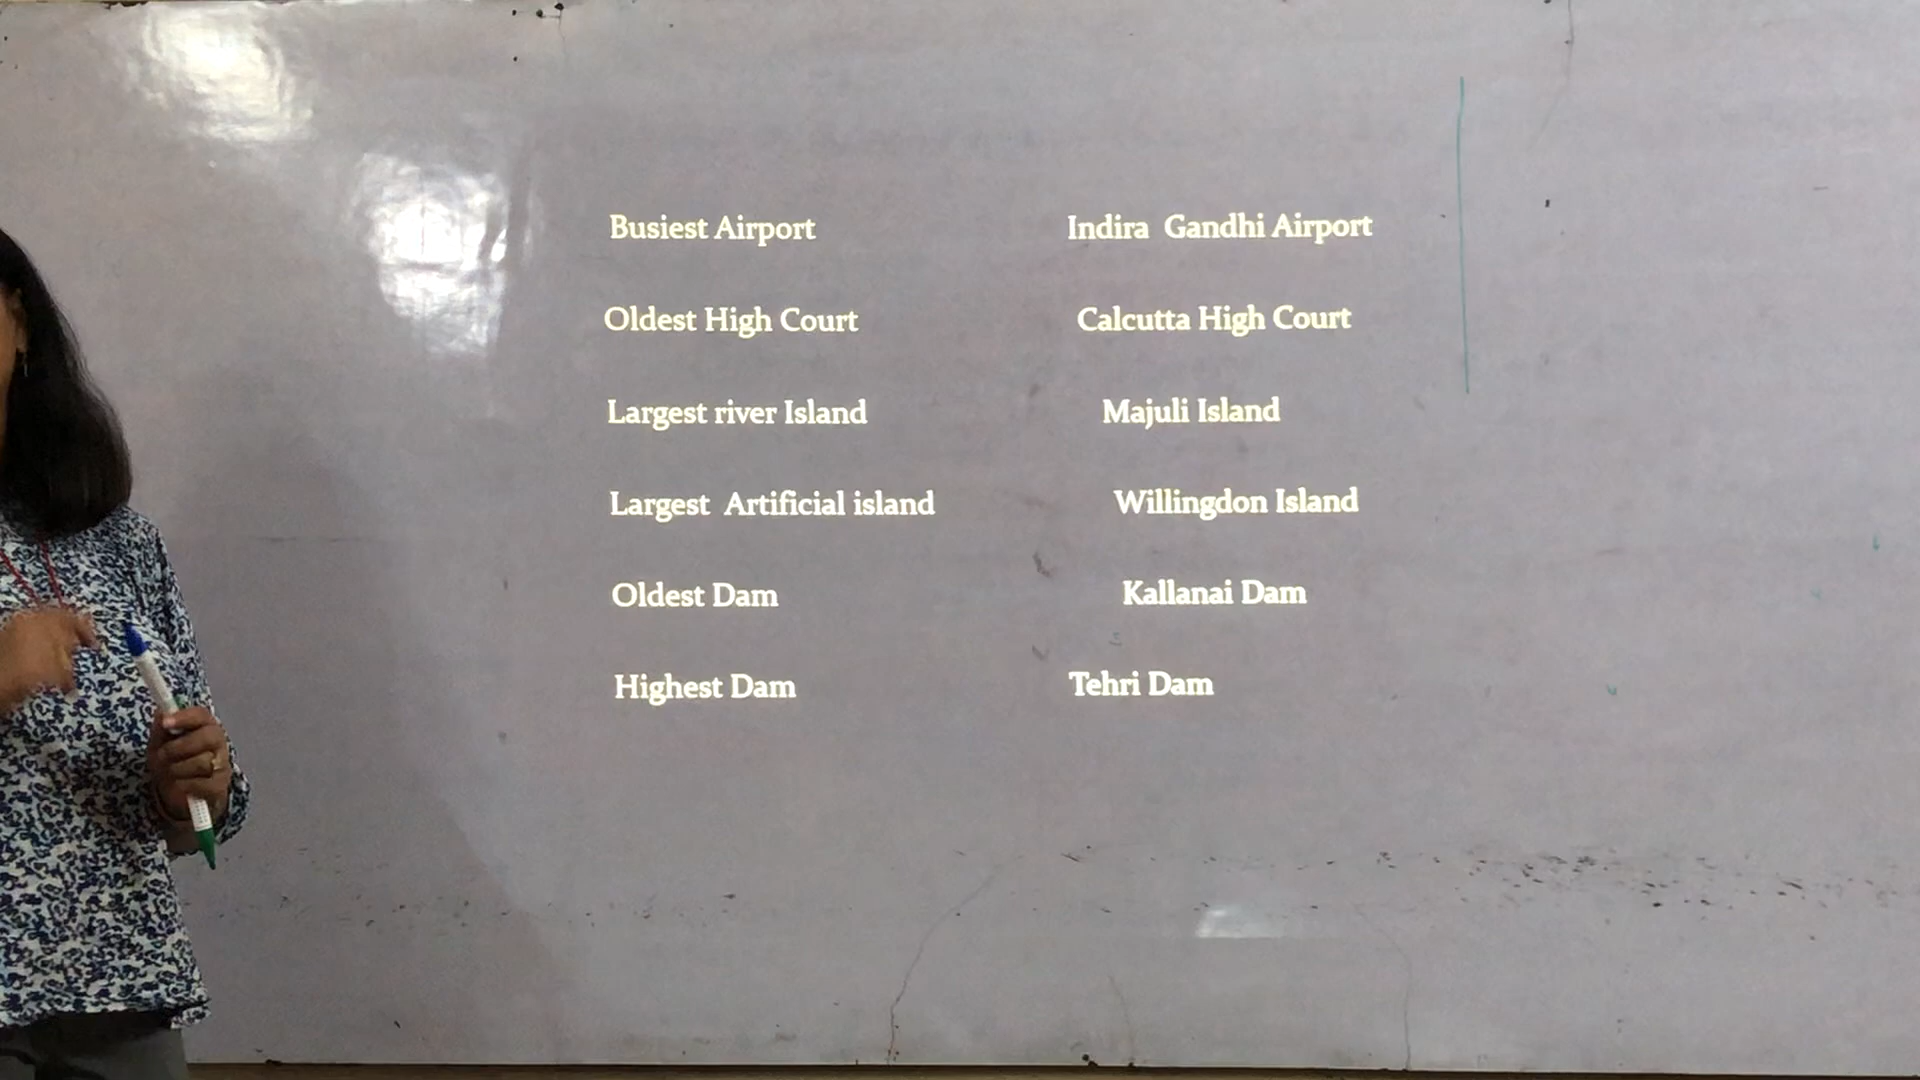 Busiest Airport Indira Gandhi Airport
Oldest High Court Calcutta High Court
Largest river Island Majuli Island
Largest Artificial island Willingdon Island
Oldest Dam Kallanai Dam
Highest Dam Tehri Dam